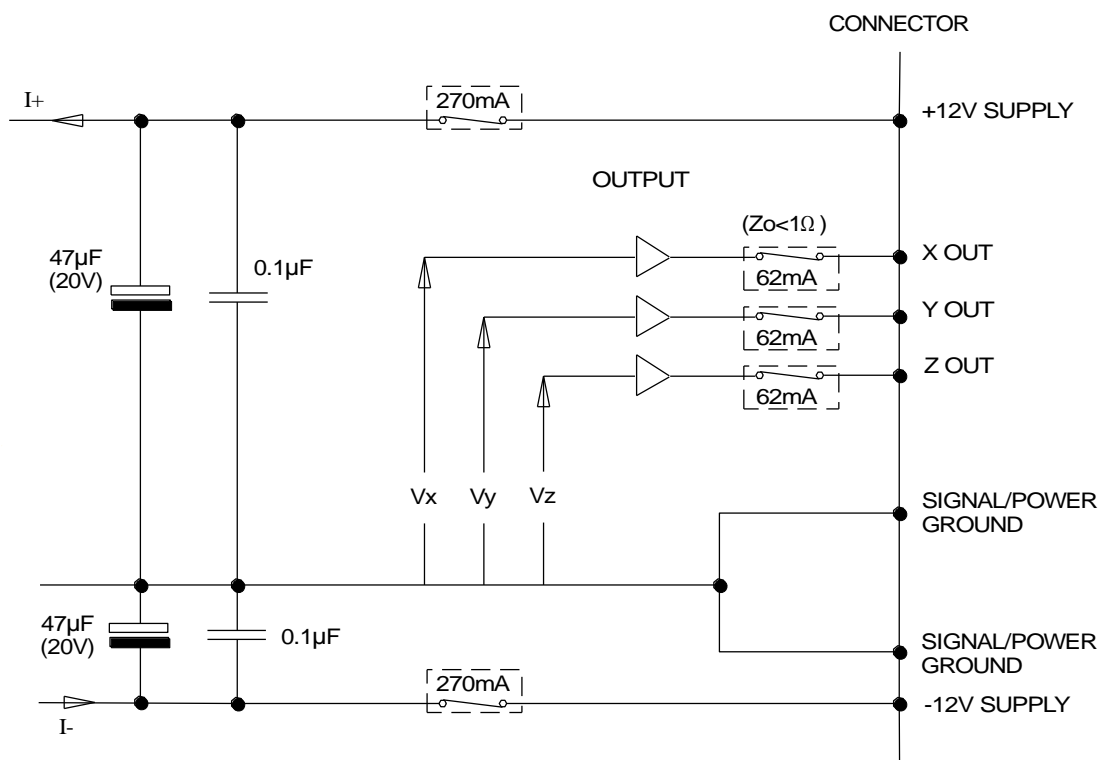 CONNECTOR
I+
270mA
+12V SUPPLY
OUTPUT
(Zo<1Ω )
47µF
(20V)
0.1µF
X OUT
62mA
Y OUT
62mA
Z OUT
62mA
Vx
Vy
Vz
SIGNAL/POWER
GROUND
47µF
(20V)
0.1µF
SIGNAL/POWER
GROUND
270mA
-12V SUPPLY
I-